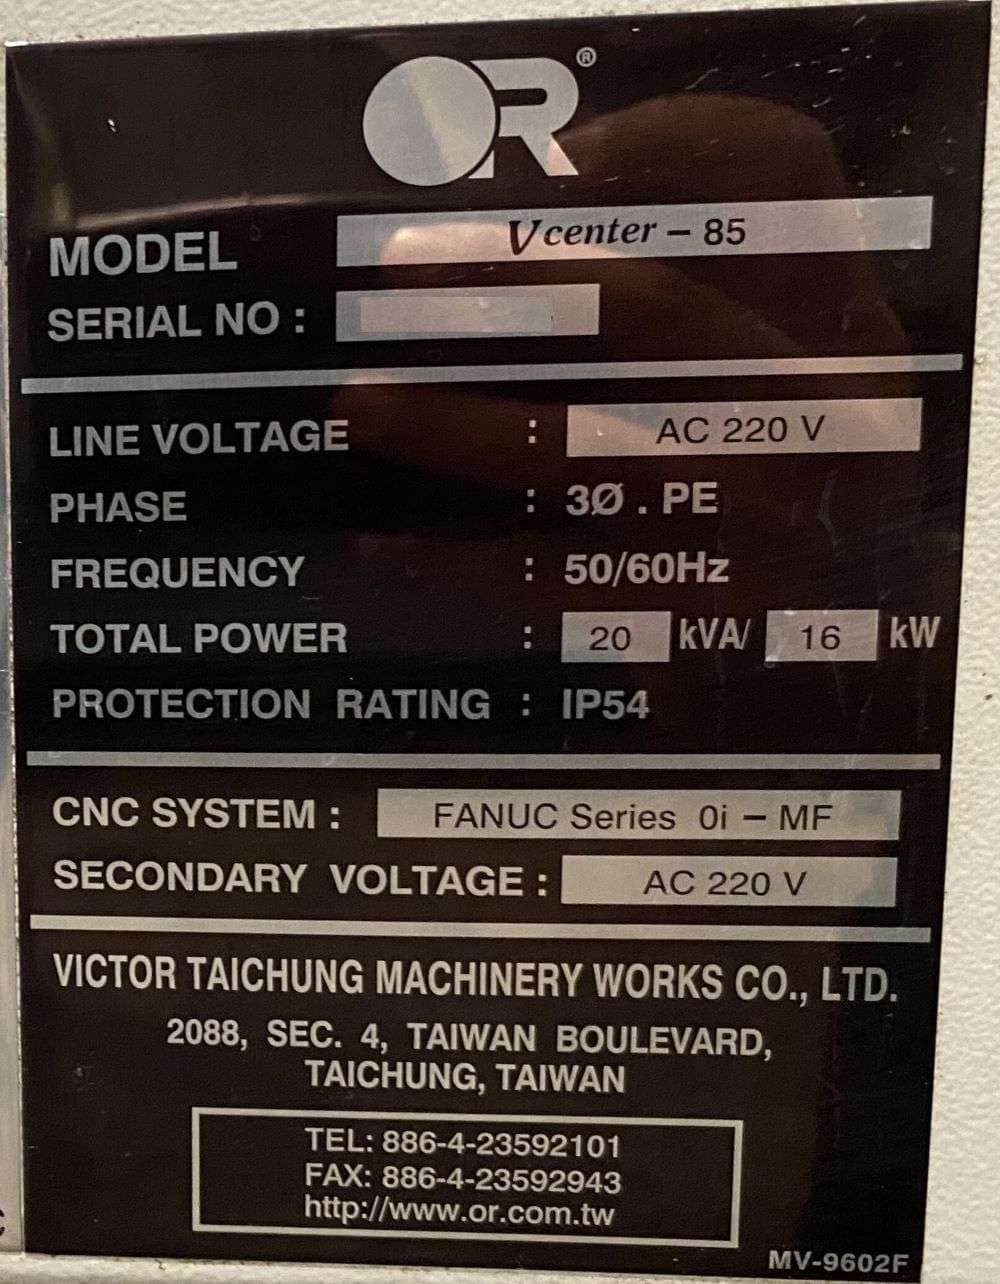 OR®
MODEL Vcenter – 85
SERIAL NO :
LINE VOLTAGE : AC 220 V
PHASE : 3Ø . PE
FREQUENCY : 50/60Hz
TOTAL POWER : 20 kVA/ 16 kW
PROTECTION RATING : IP54
CNC SYSTEM : FANUC Series 0i – MF
SECONDARY VOLTAGE : AC 220 V
VICTOR TAICHUNG MACHINERY WORKS CO., LTD.
2088, SEC. 4, TAIWAN BOULEVARD,
TAICHUNG, TAIWAN
TEL: 886-4-23592101
FAX: 886-4-23592943
http://www.or.com.tw
MV-9602F